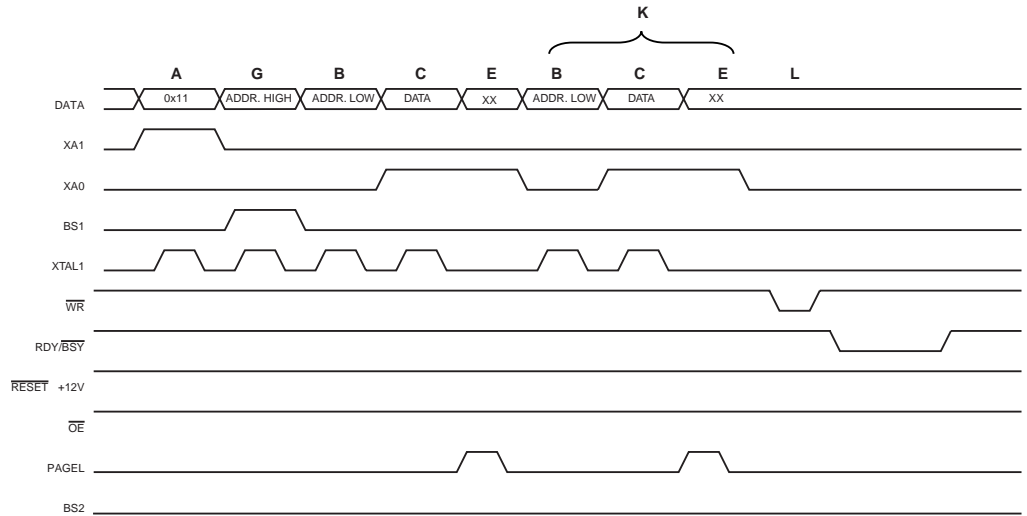 K
A G B C E B C E L
DATA 0x11 ADDR. HIGH ADDR. LOW DATA XX ADDR. LOW DATA XX
XA1
XA0
BS1
XTAL1
WR
RDY/BSY
RESET +12V
OE
PAGEL
BS2